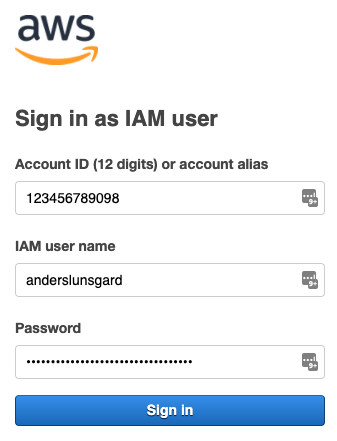 aws
Sign in as IAM user
Account ID (12 digits) or account alias
123456789098
IAM user name
anderslunsgard
Password
••••••••••••••••••••••••••••••••••
Sign in